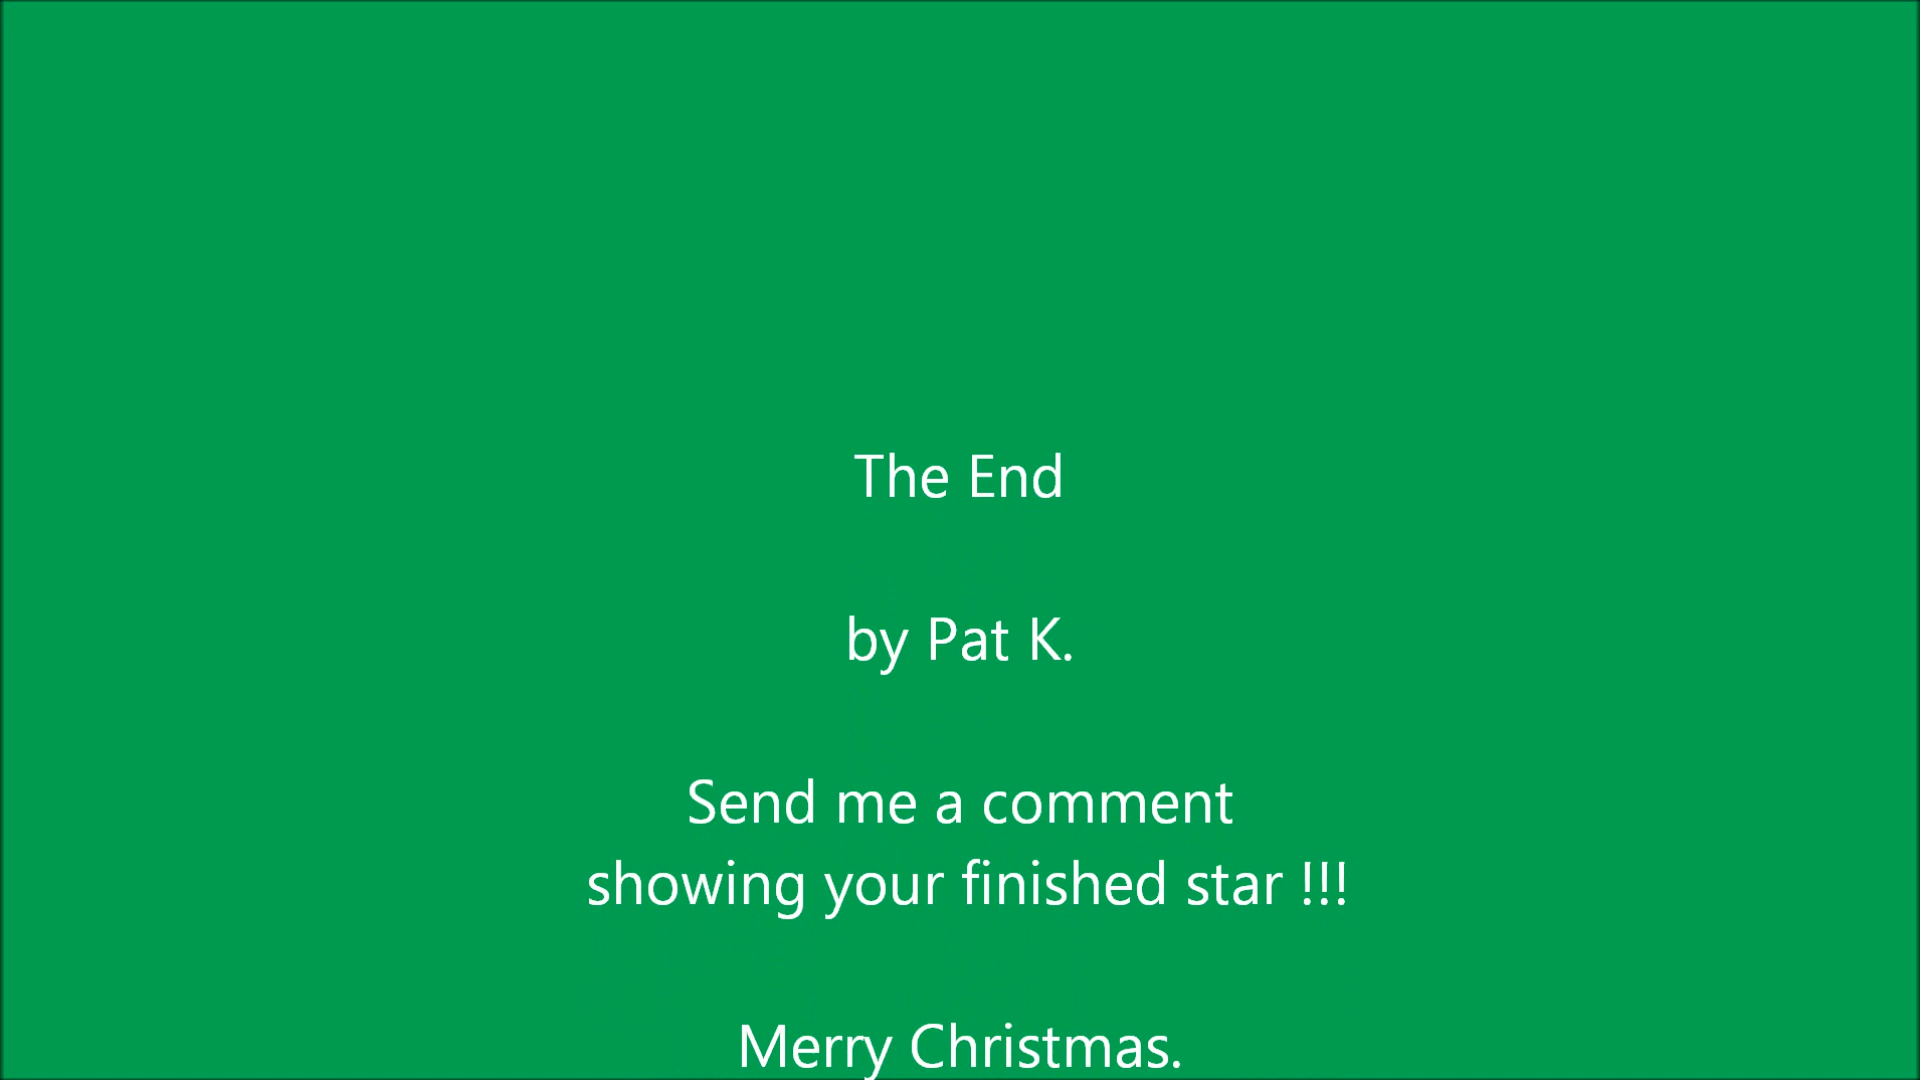 The End
by Pat K.
Send me a comment
showing your finished star !!!
Merry Christmas.